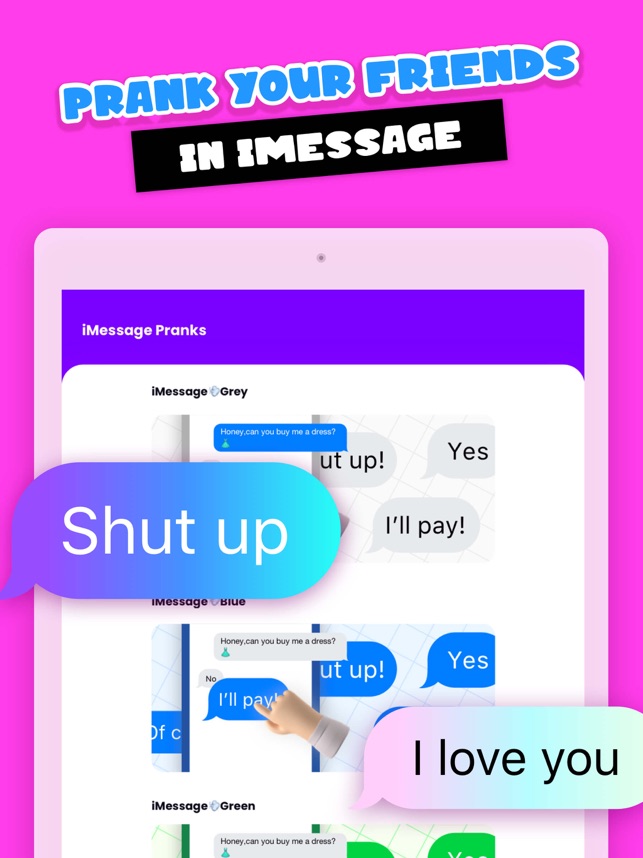 PRANK YOUR FRIENDS
IN IMESSAGE
iMessage Pranks
iMessage Grey
Honey,can you buy me a dress?
ut up!
Yes
I'll pay!
Shut up
iMessage Blue
Honey,can you buy me a dress?
No
ut up!
Yes
I'll pay!
Of c
I love you
iMessage Green
Honey,can you buy me a dress?
Yes